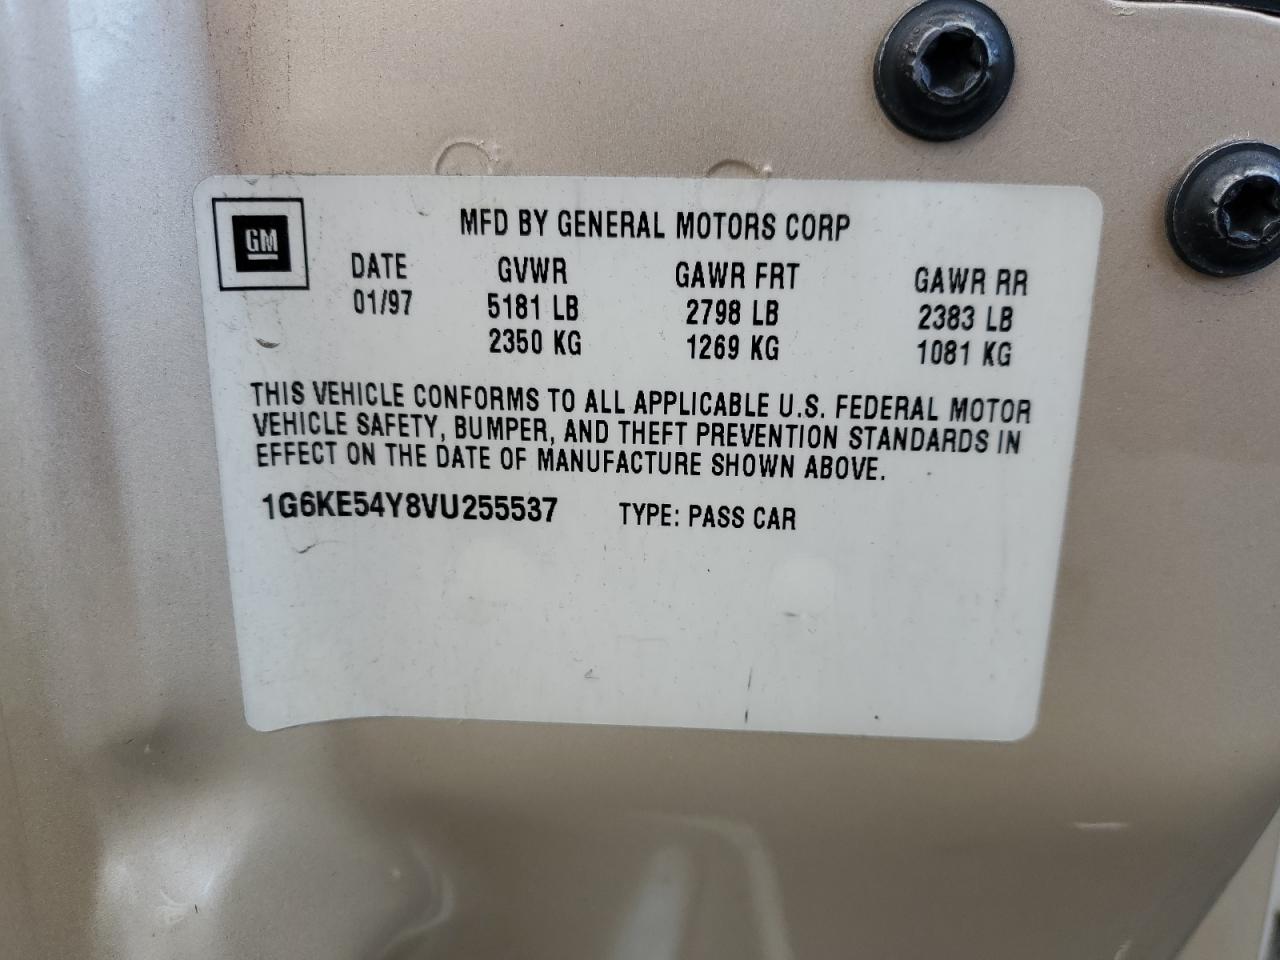 GM
MFD BY GENERAL MOTORS CORP
DATE GVWR GAWR FRT GAWR RR
01/97 5181 LB 2798 LB 2383 LB
2350 KG 1269 KG 1081 KG
THIS VEHICLE CONFORMS TO ALL APPLICABLE U.S. FEDERAL MOTOR
VEHICLE SAFETY, BUMPER, AND THEFT PREVENTION STANDARDS IN
EFFECT ON THE DATE OF MANUFACTURE SHOWN ABOVE.
1G6KE54Y8VU255537 TYPE: PASS CAR